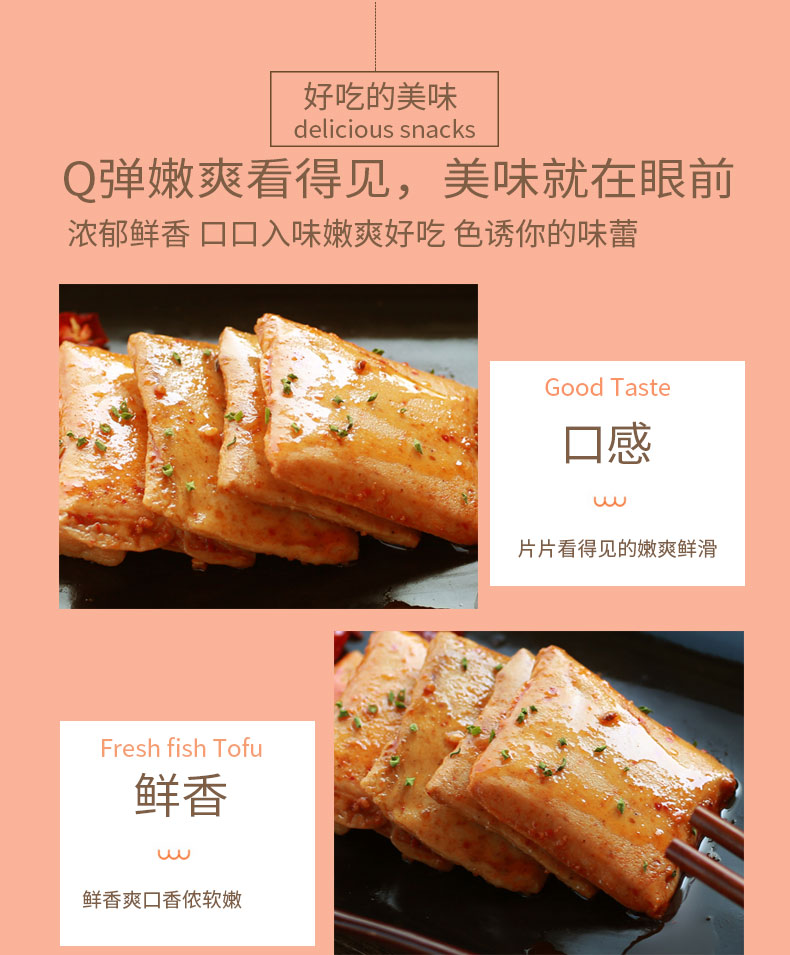 好吃的美味
delicious snacks
Q弹嫩爽看得见，美味就在眼前
浓郁鲜香 口口入味嫩爽好吃 色诱你的味蕾
Good Taste
口感
片片看得见的嫩爽鲜滑
Fresh fish Tofu
鲜香
鲜香爽口香侬软嫩